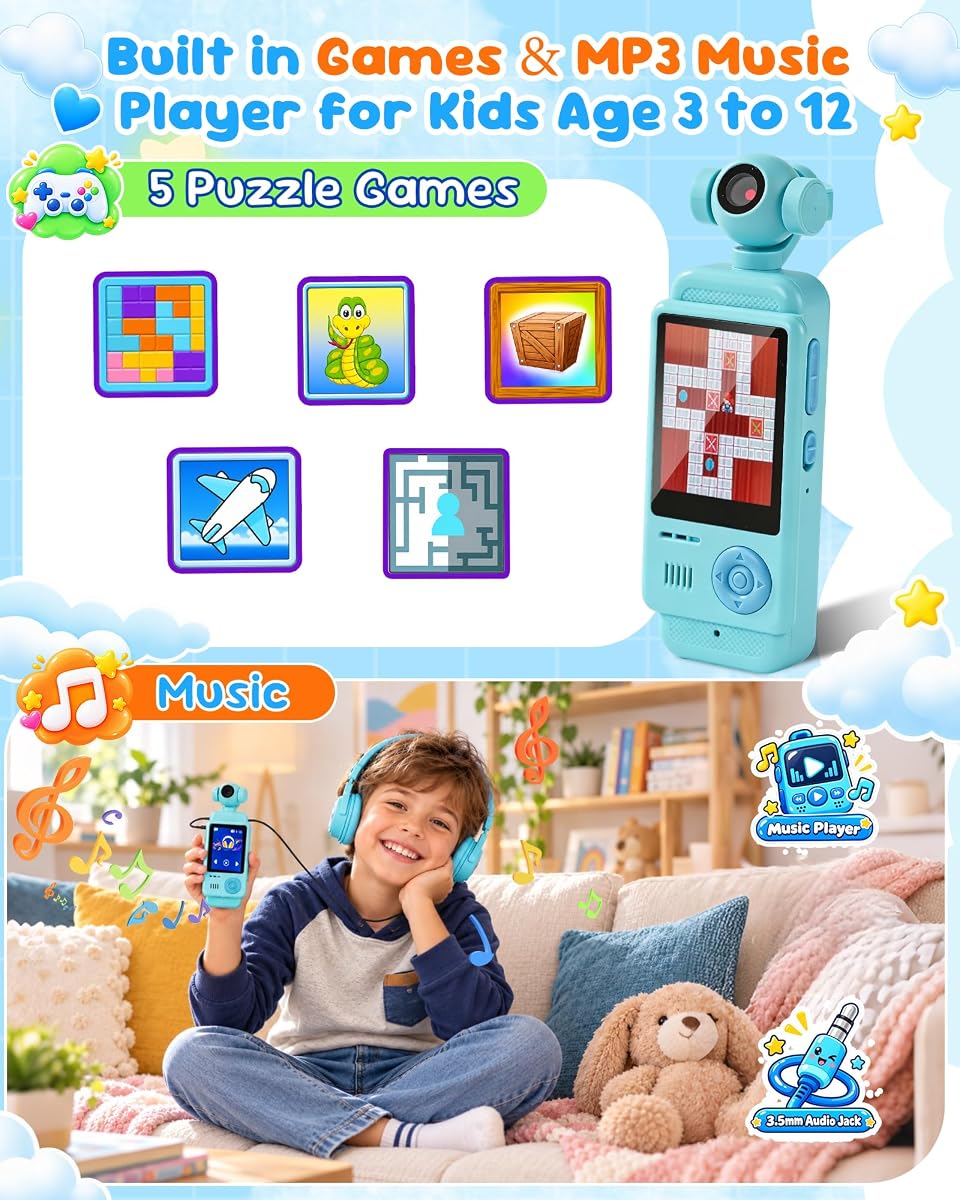 Built in Games & MP3 Music
Player for Kids Age 3 to 12
5 Puzzle Games
Music
Music Player
3.5mm Audio Jack